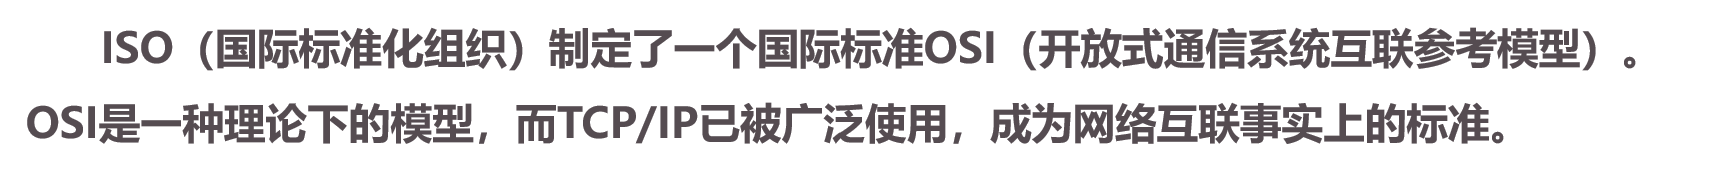 ISO（国际标准化组织）制定了一个国际标准OSI（开放式通信系统互联参考模型）。
OSI是一种理论下的模型，而TCP/IP已被广泛使用，成为网络互联事实上的标准。